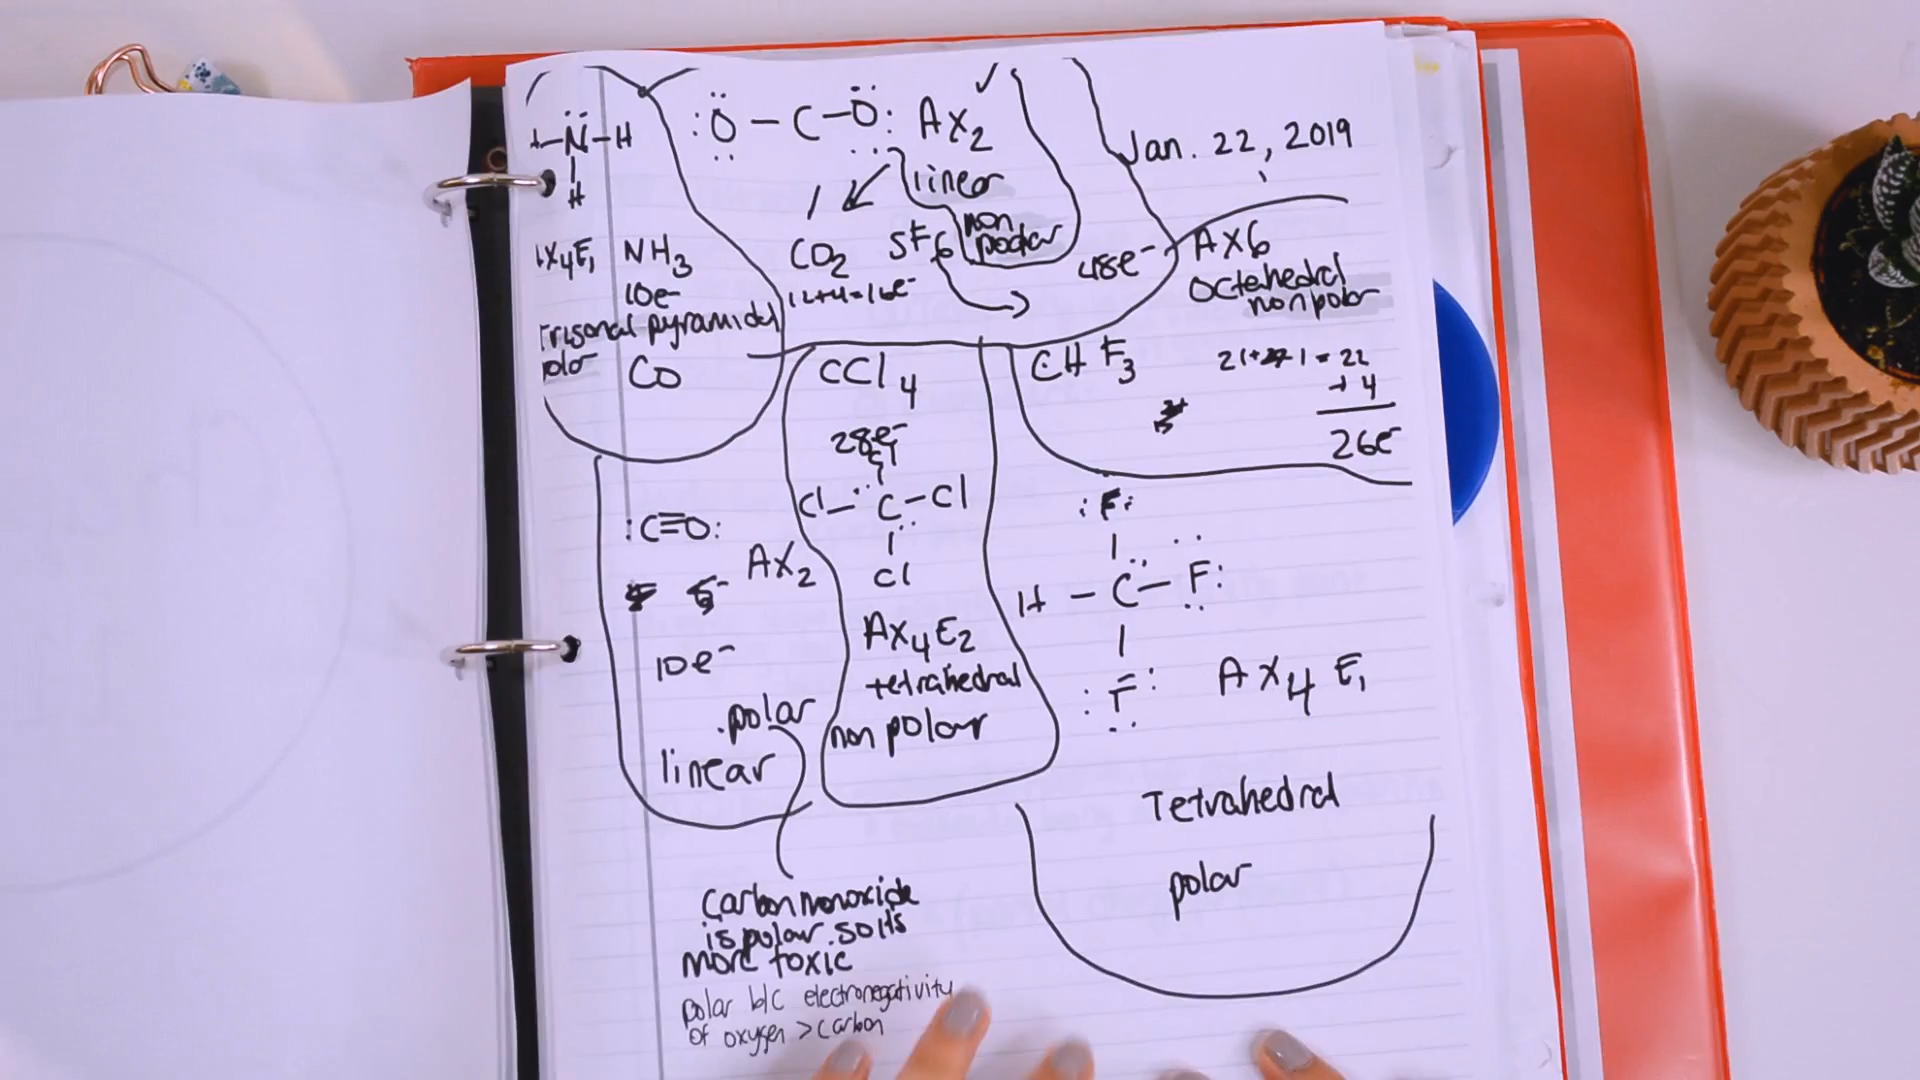 -N-H
H
AX4E1 NH3
10e-
Trigonal pyramidal
polar
CO
:O-C-O: AX2 ✓
linear
non
polar
CO2 SF6
12+4=16e-
Jan. 22, 2019
48e- AX6
Octahedral
nonpolar
CCl4
28e-
Cl
Cl-C-Cl
Cl
AX4E2
tetrahedral
non polar
CHF3 21+1=22
+4
26e-
:F:
H-C-F:
:F:
AX4E1
Tetrahedral
polar
:C≡O:
AX2
10e-
polar
linear
Carbon monoxide
is polar. so it's
more toxic
polar b/c electronegativity
of oxygen > carbon